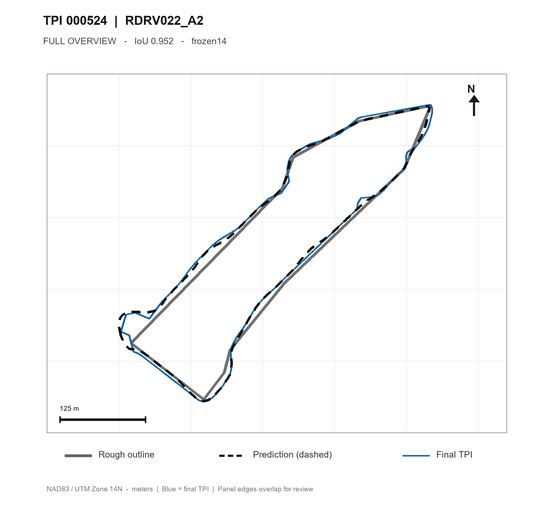 TPI 000524 | RDRV022_A2
FULL OVERVIEW - IoU 0.952 - frozen14
N
125 m
Rough outline
Prediction (dashed)
Final TPI
NAD83 / UTM Zone 14N - meters | Blue = final TPI | Panel edges overlap for review